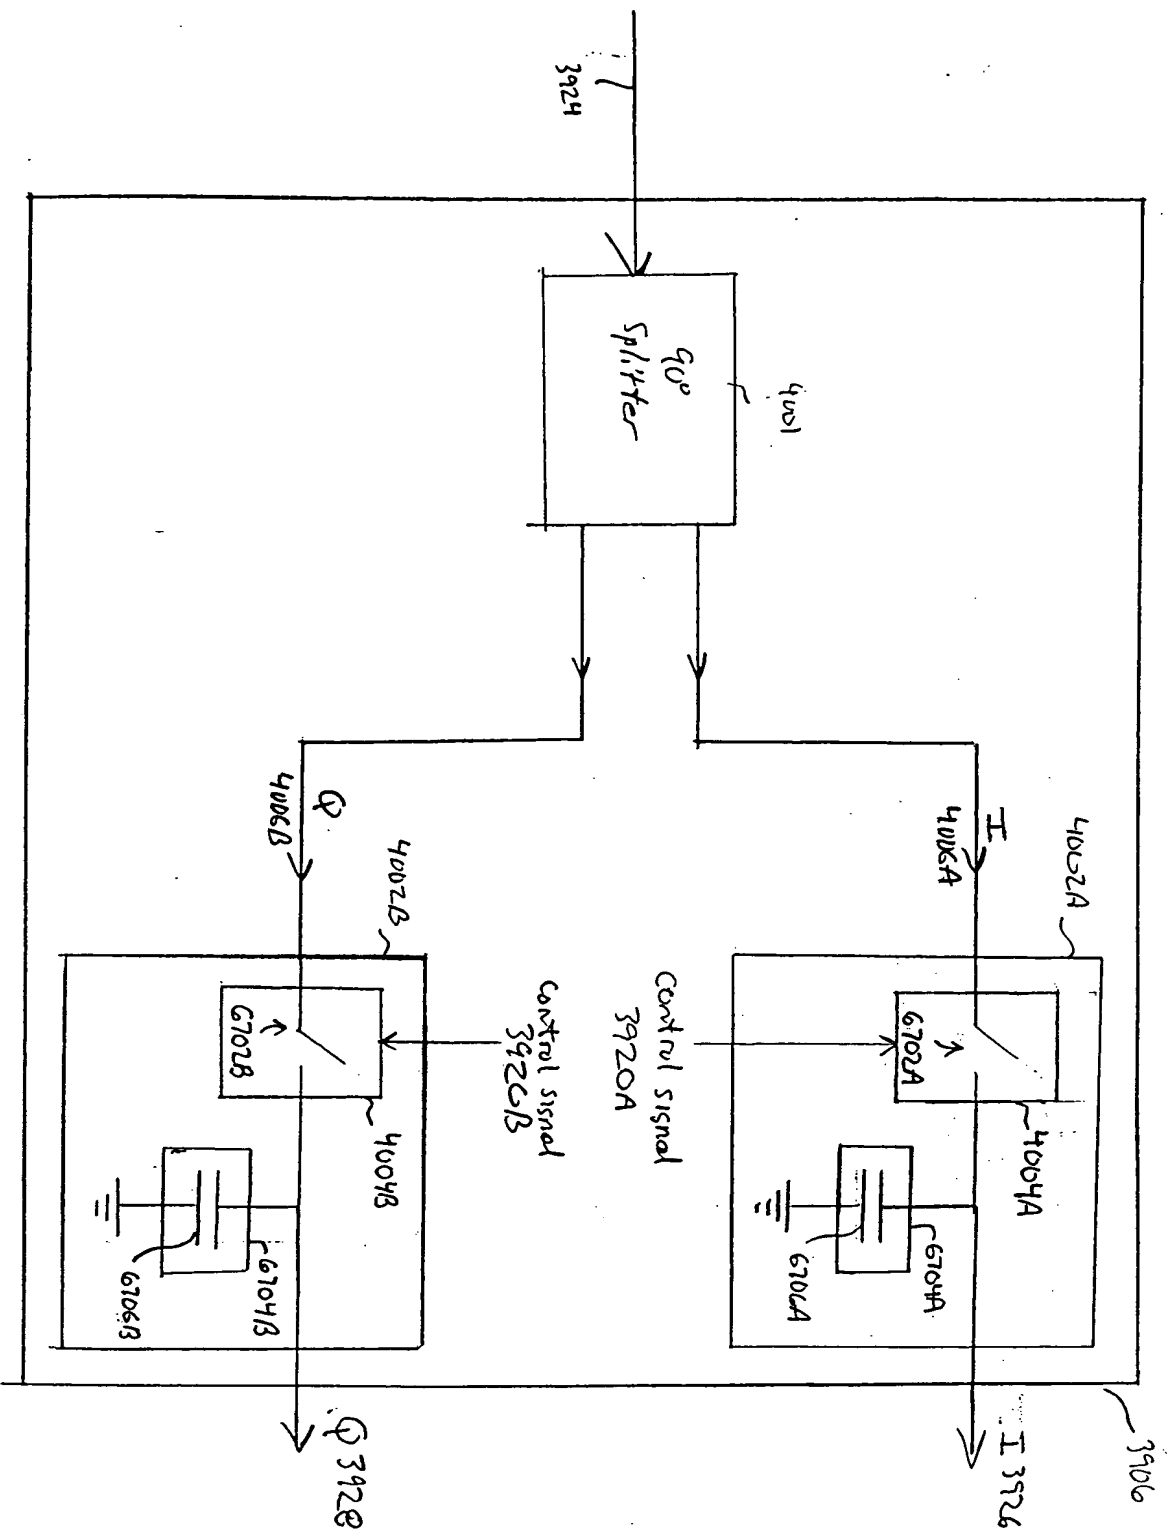 3924
4001
90°
Splitter
I
4006A
4002A
Q
4006B
4002B
Control signal
3920A
Control signal
3920B
6702A
4004A
6704A
6706A
6702B
4004B
6704B
6706B
3906
I 3926
Q 3928